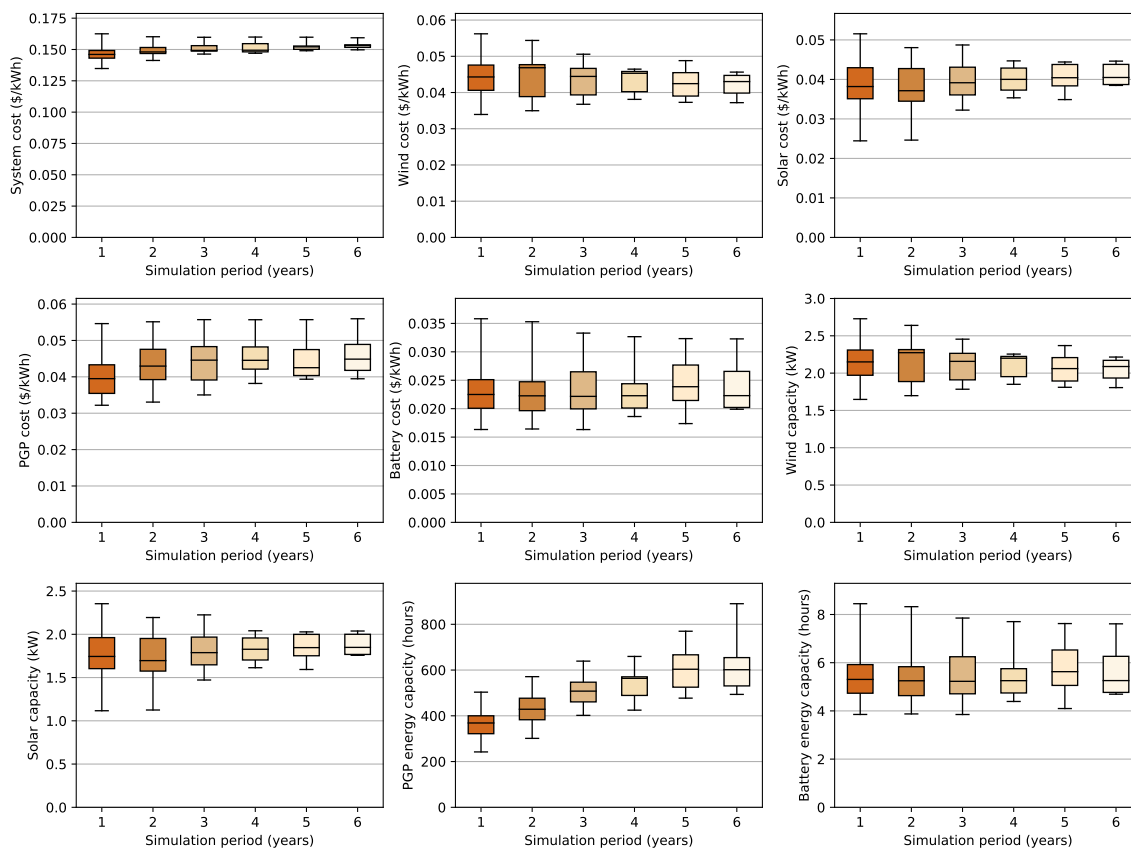 System cost ($/kWh)
0.175
0.150
0.125
0.100
0.075
0.050
0.025
0.000
1 2 3 4 5 6
Simulation period (years)
Wind cost ($/kWh)
0.06
0.05
0.04
0.03
0.02
0.01
0.00
1 2 3 4 5 6
Simulation period (years)
Solar cost ($/kWh)
0.05
0.04
0.03
0.02
0.01
0.00
1 2 3 4 5 6
Simulation period (years)
PGP cost ($/kWh)
0.06
0.05
0.04
0.03
0.02
0.01
0.00
1 2 3 4 5 6
Simulation period (years)
Battery cost ($/kWh)
0.035
0.030
0.025
0.020
0.015
0.010
0.005
0.000
1 2 3 4 5 6
Simulation period (years)
Wind capacity (kW)
3.0
2.5
2.0
1.5
1.0
0.5
0.0
1 2 3 4 5 6
Simulation period (years)
Solar capacity (kW)
2.5
2.0
1.5
1.0
0.5
0.0
1 2 3 4 5 6
Simulation period (years)
PGP energy capacity (hours)
800
600
400
200
0
1 2 3 4 5 6
Simulation period (years)
Battery energy capacity (hours)
8
6
4
2
0
1 2 3 4 5 6
Simulation period (years)